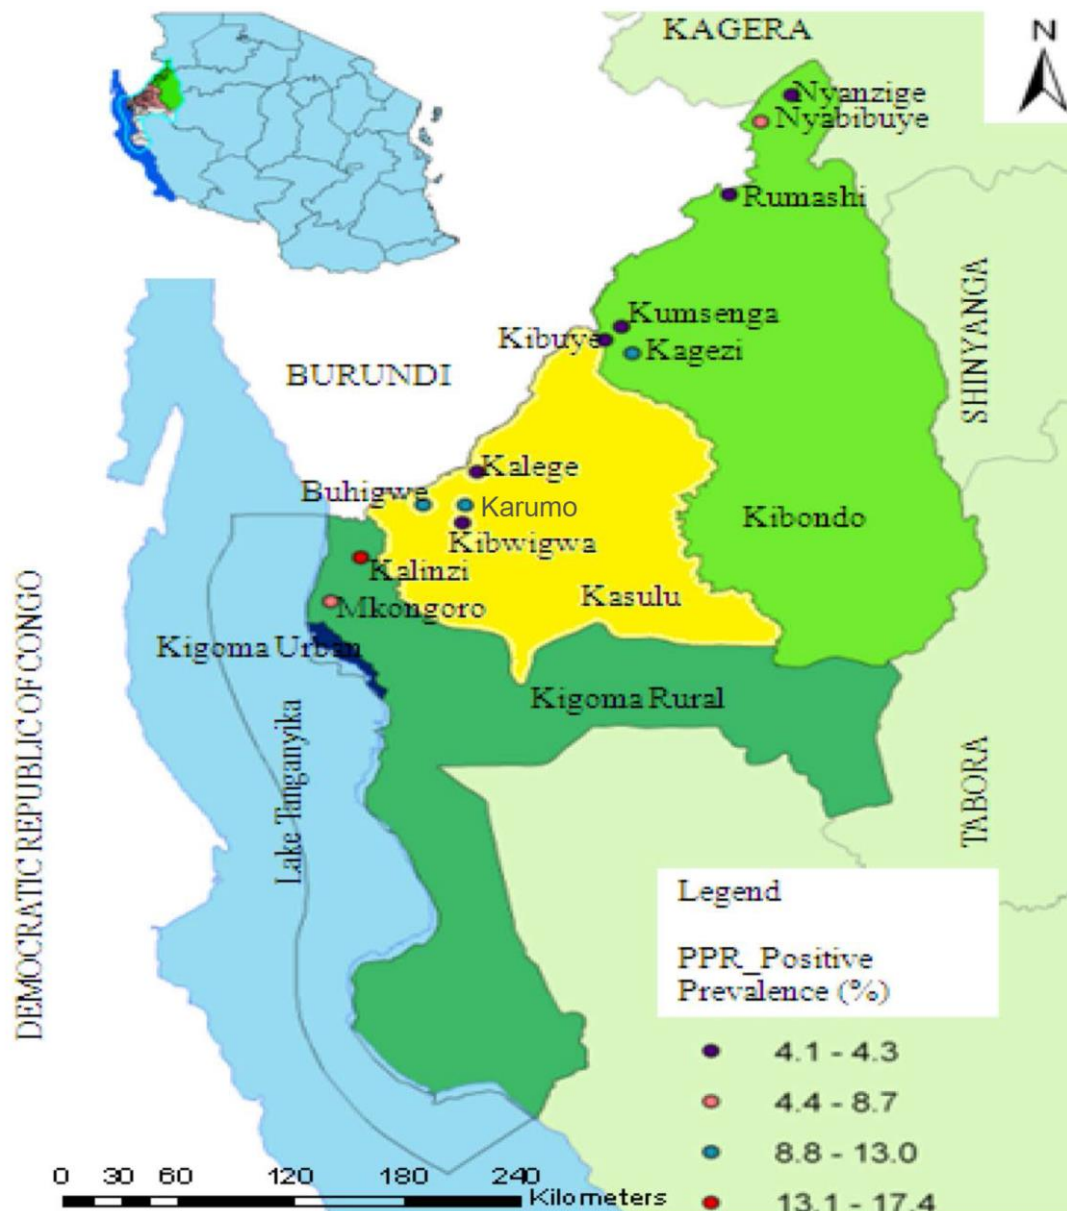 KAGERA
N
Nyanzige
Nyabibuye
Rumashi
SHINYANGA
Kumsenga
Kibuye
Kagezi
BURUNDI
Kalege
Buhigwe
Karumo
Kibwigwa
Kibondo
Kalinzi
Kasulu
Mkongoro
Kigoma Urban
Kigoma Rural
DEMOCRATIC REPUBLIC OF CONGO
Lake Tanganyika
TABORA
Legend
PPR_Positive
Prevalence (%)
4.1 - 4.3
4.4 - 8.7
8.8 - 13.0
13.1 - 17.4
0 30 60 120 180 240
Kilometers